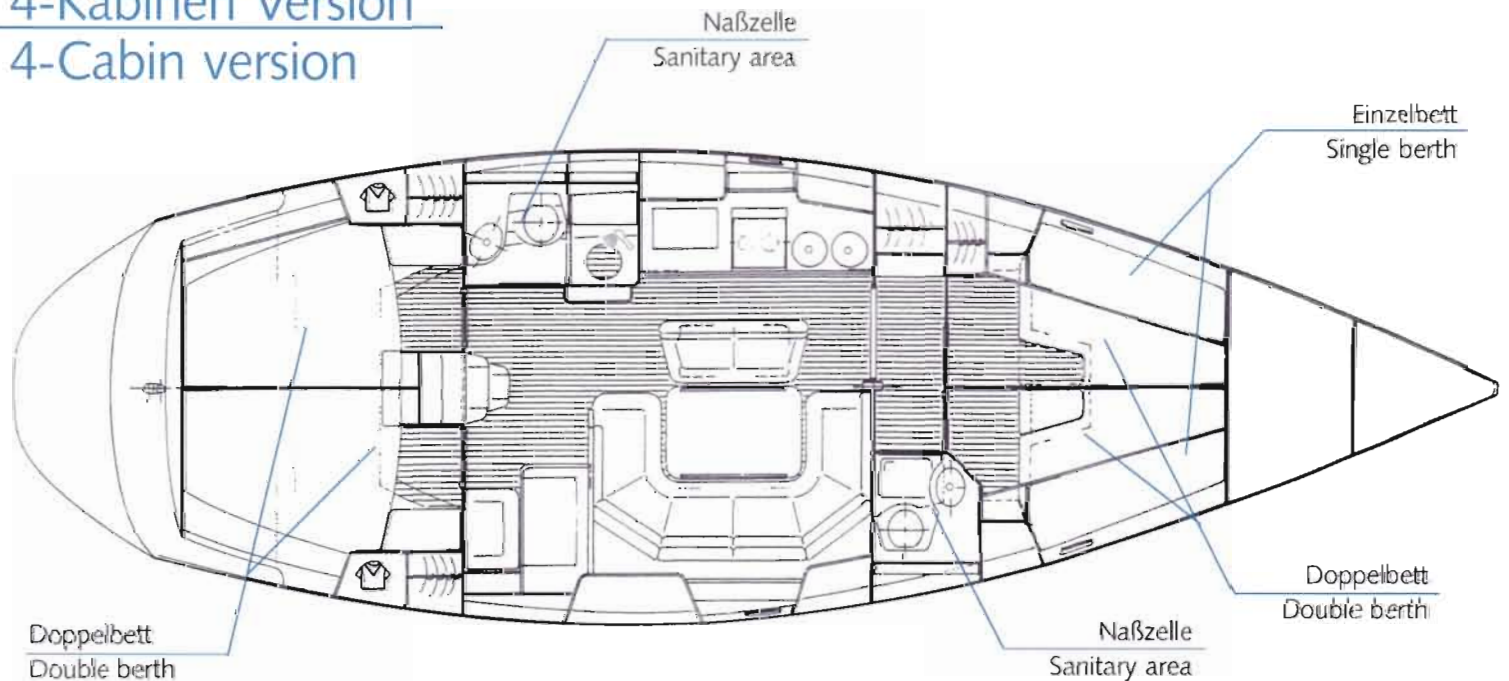 4-Kabinen Version
4-Cabin version
Naßzelle
Sanitary area
Einzelbett
Single berth
Doppelbett
Double berth
Naßzelle
Sanitary area
Doppelbett
Double berth